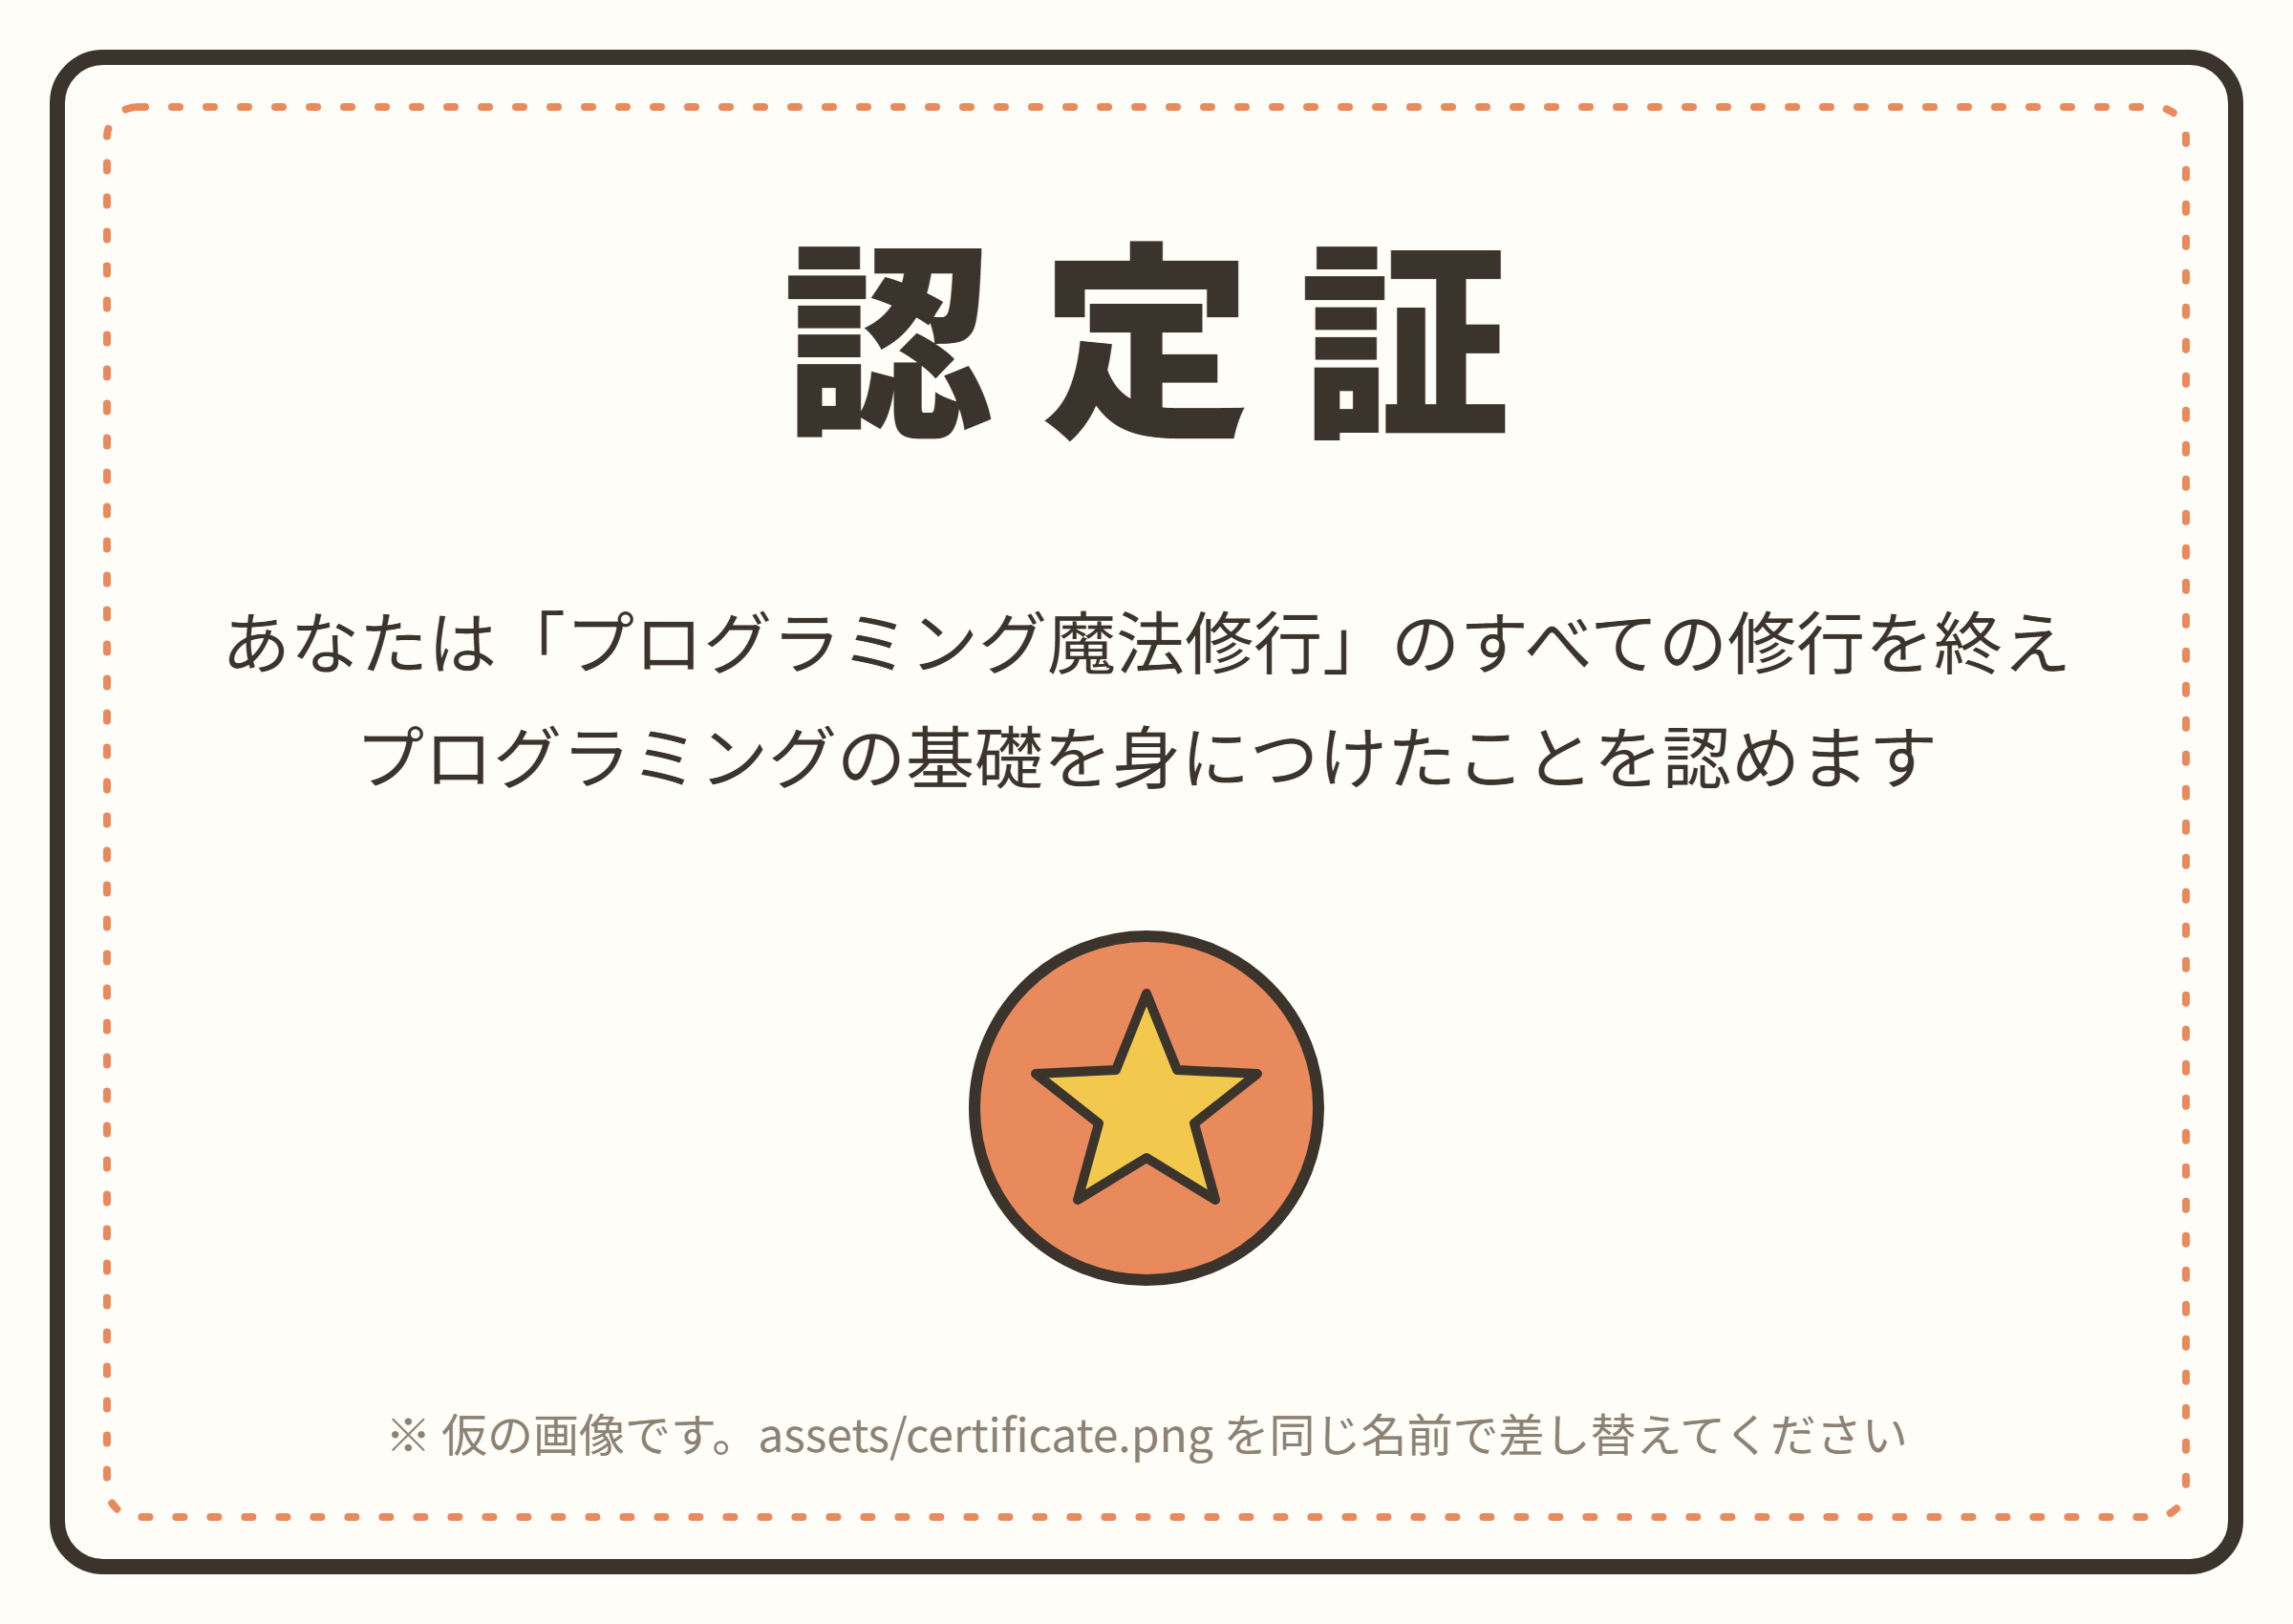 認定証
あなたは「プログラミング魔法修行」のすべての修行を終え
プログラミングの基礎を身につけたことを認めます
※ 仮の画像です。assets/certificate.png を同じ名前で差し替えてください